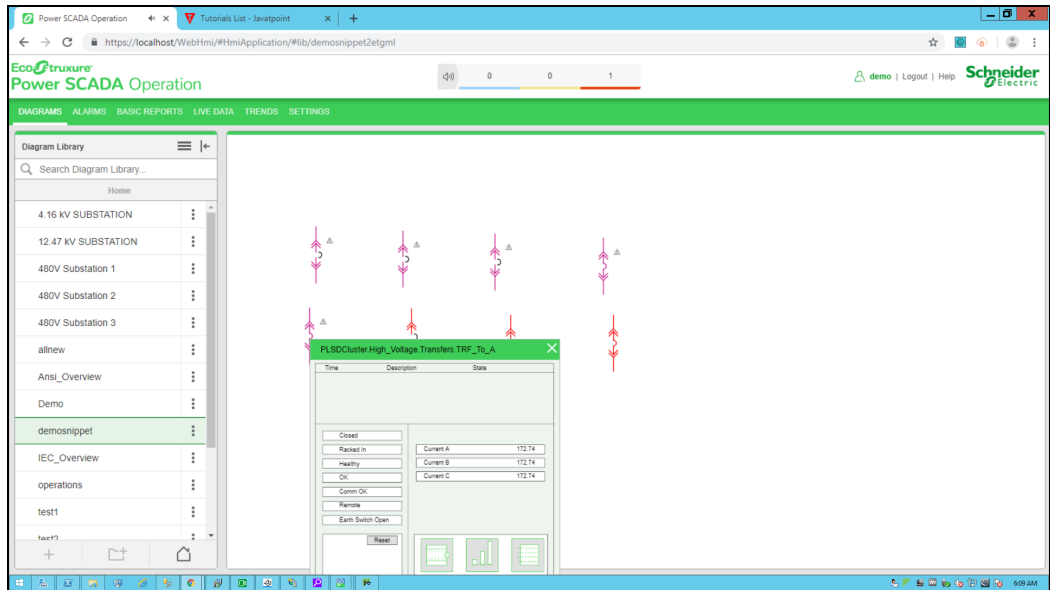 Power SCADA Operation
Tutorials List - Javatpoint
https://localhost/WebHmi/#HmiApplication/#lib/demosnippet2etgml
EcoStruxure
Power SCADA Operation
0 0 1
demo | Logout | Help
Schneider
Electric
DIAGRAMS ALARMS BASIC REPORTS LIVE DATA TRENDS SETTINGS
Diagram Library
Search Diagram Library...
Home
4.16 kV SUBSTATION
12.47 kV SUBSTATION
480V Substation 1
480V Substation 2
480V Substation 3
allnew
Ansi_Overview
Demo
demosnippet
IEC_Overview
operations
test1
test2
PLSDCluster.High_Voltage.Transfers.TRF_To_A
Time Description State
Closed
Racked In
Healthy
OK
Comm OK
Remote
Earth Switch Open
Current A 172.74
Current B 172.74
Current C 172.74
Reset
6:09 AM